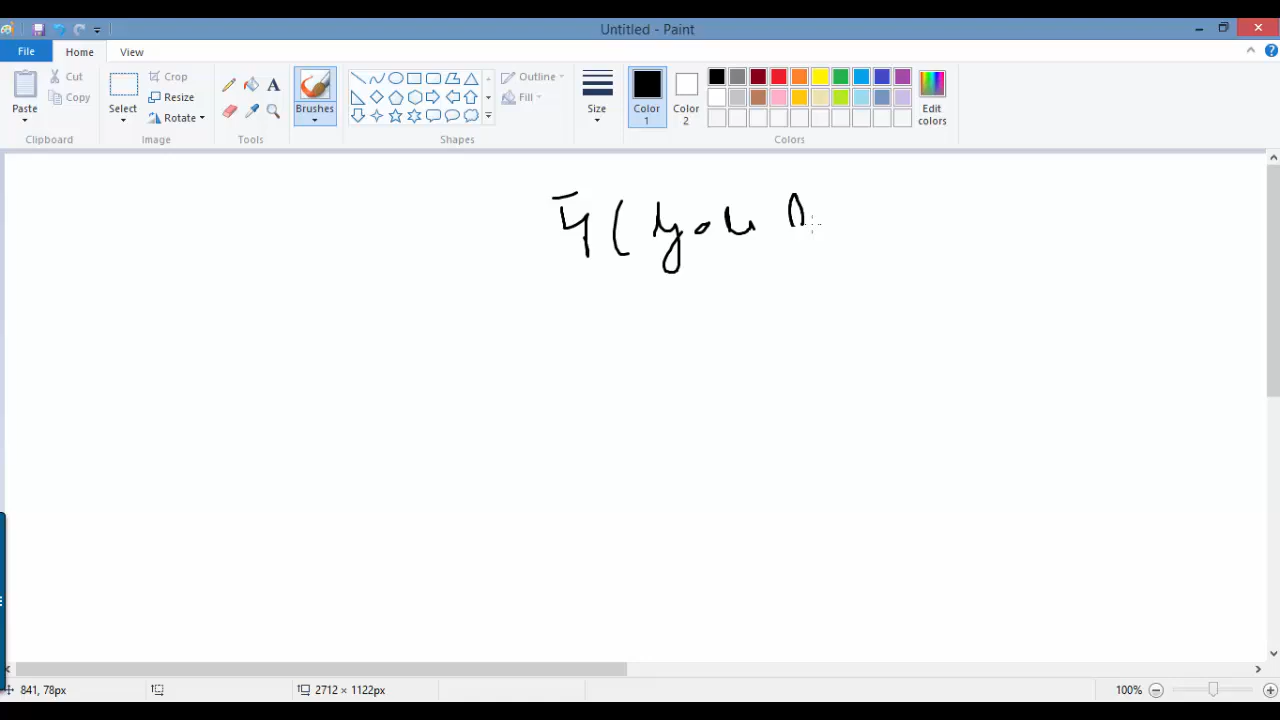 Untitled - Paint
File Home View
Paste
Cut
Copy
Clipboard
Select
Crop
Resize
Rotate
Image
Tools
Brushes
Shapes
Outline
Fill
Size
Color 1
Color 2
Colors
Edit colors
841, 78px
2712 × 1122px
100%